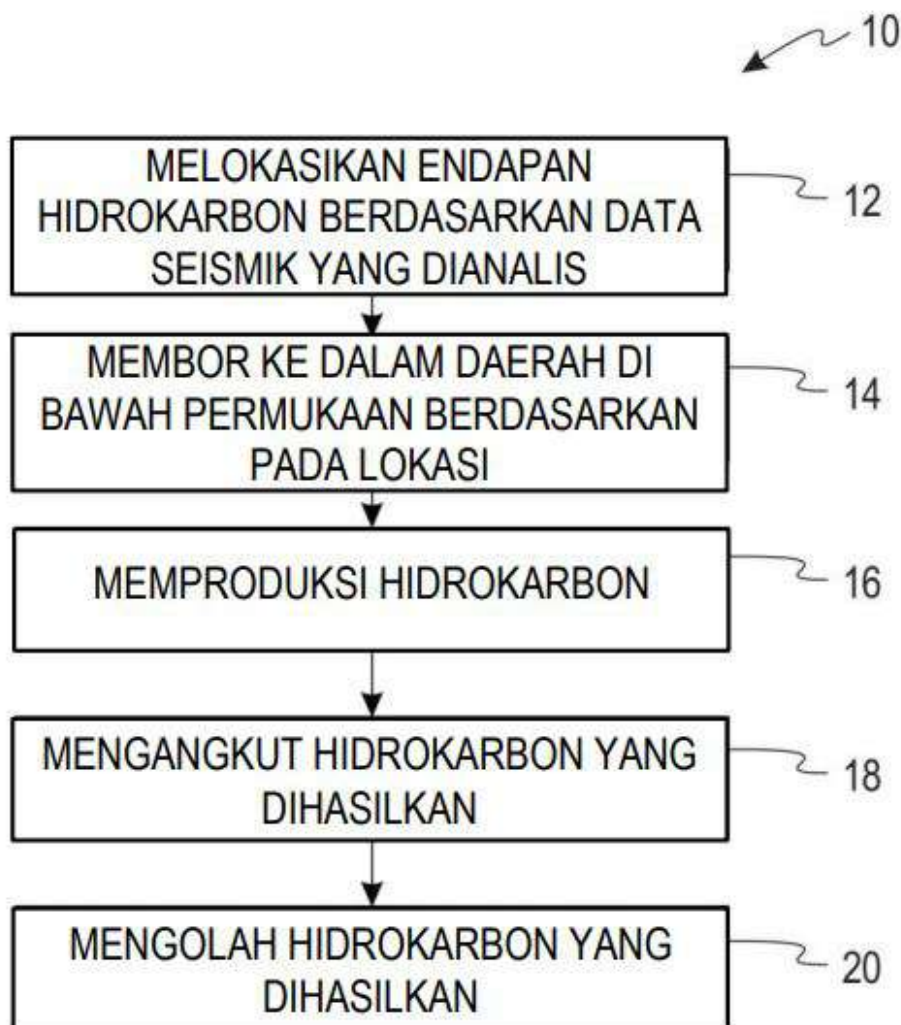 10
MELOKASIKAN ENDAPAN
HIDROKARBON BERDASARKAN DATA
SEISMIK YANG DIANALIS
12
MEMBOR KE DALAM DAERAH DI
BAWAH PERMUKAAN BERDASARKAN
PADA LOKASI
14
MEMPRODUKSI HIDROKARBON
16
MENGANGKUT HIDROKARBON YANG
DIHASILKAN
18
MENGOLAH HIDROKARBON YANG
DIHASILKAN
20